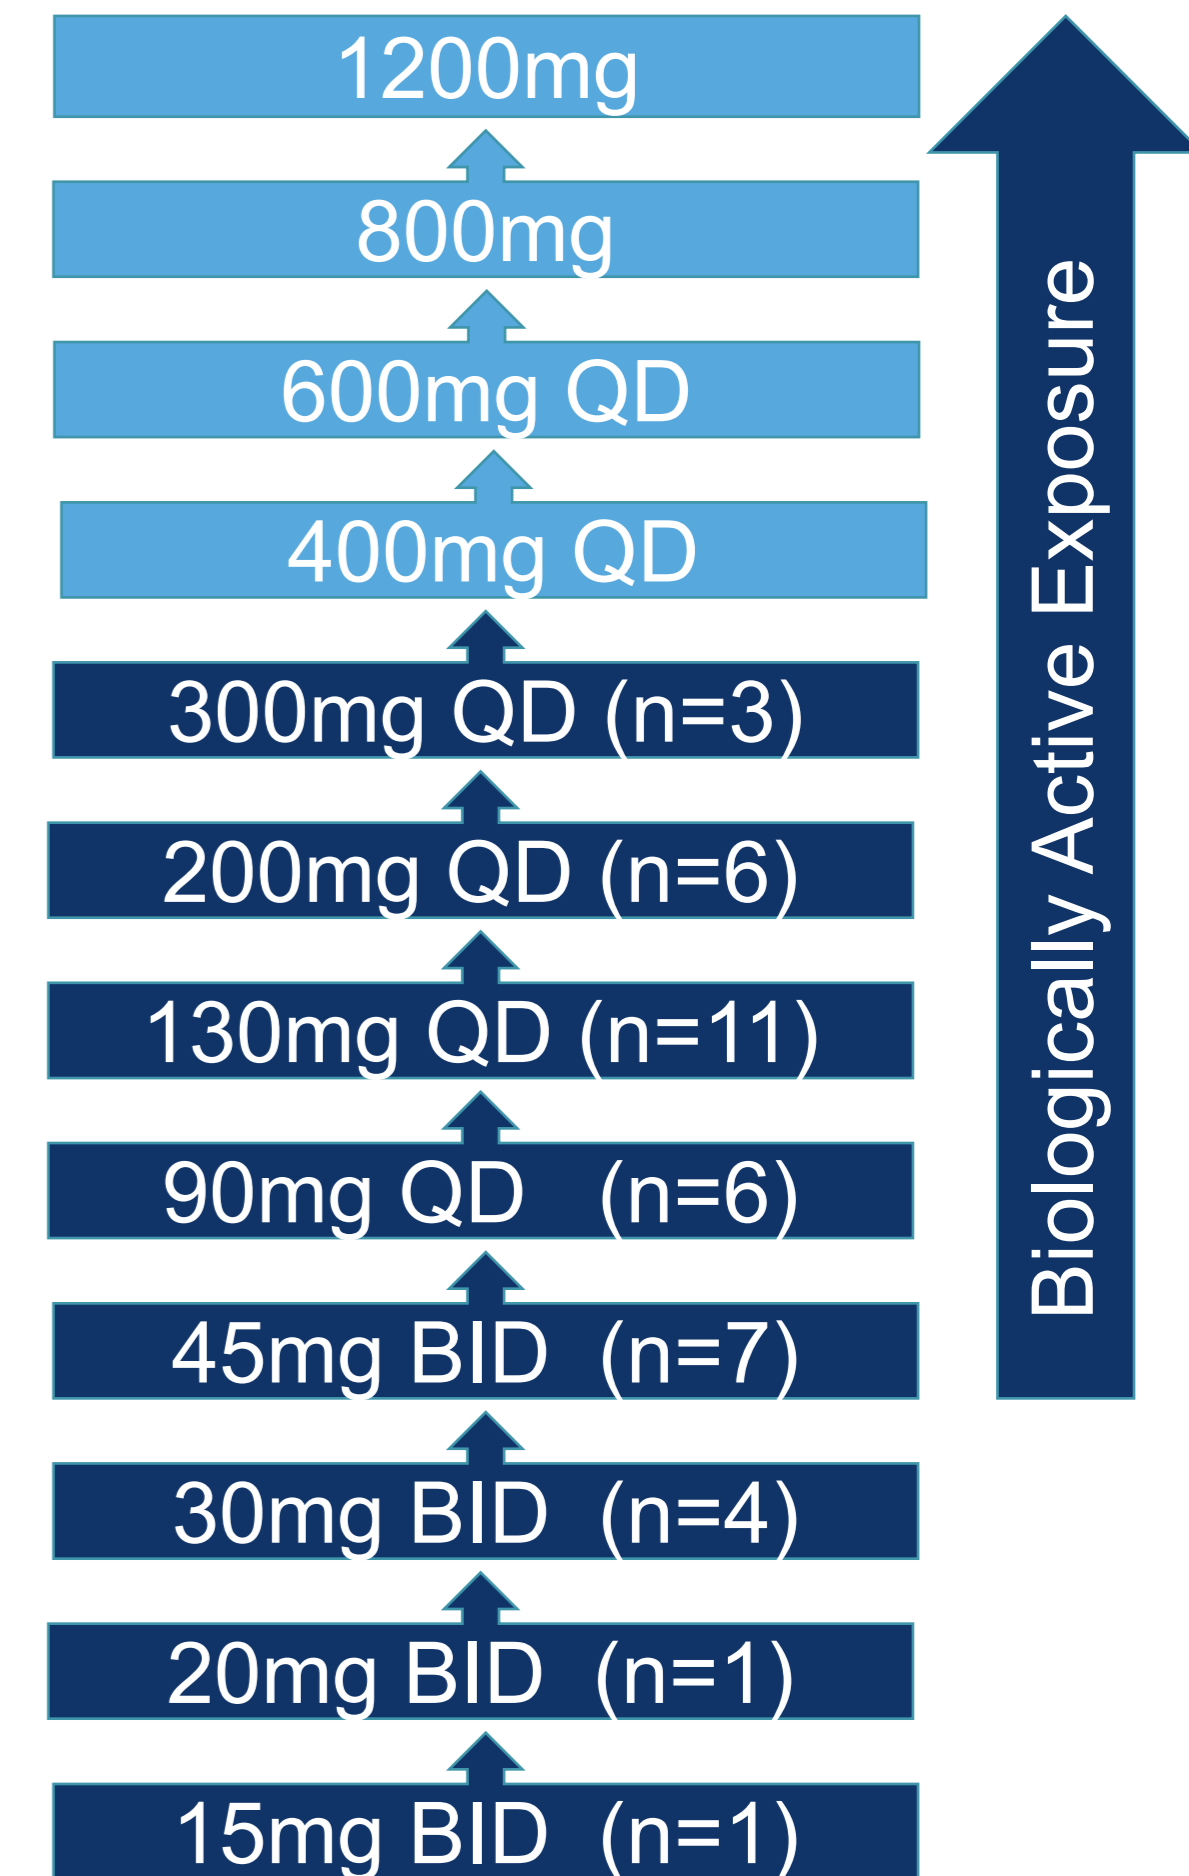 1200mg
800mg
600mg QD
400mg QD
300mg QD (n=3)
200mg QD (n=6)
130mg QD (n=11)
90mg QD (n=6)
45mg BID (n=7)
30mg BID (n=4)
20mg BID (n=1)
15mg BID (n=1)
Biologically Active Exposure